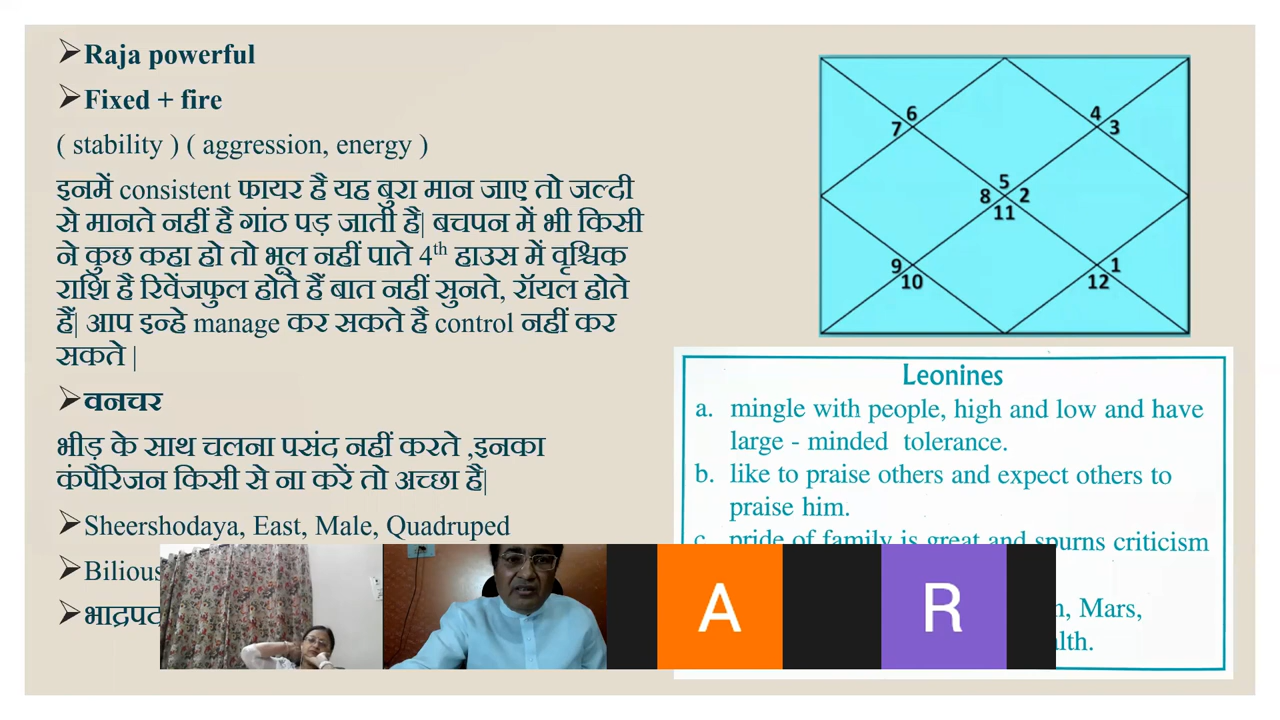 ➢Raja powerful
➢Fixed + fire
( stability ) ( aggression, energy )
इनमें consistent फायर है यह बुरा मान जाए तो जल्दी
से मानते नहीं है गांठ पड़ जाती है| बचपन में भी किसी
ने कुछ कहा हो तो भूल नहीं पाते 4th हाउस में वृश्चिक
राशि है रिवेंजफुल होते हैं बात नहीं सुनते, रॉयल होते
हैं| आप इन्हे manage कर सकते है control नहीं कर
सकते |
➢वनचर
भीड़ के साथ चलना पसंद नहीं करते ,इनका
कंपैरिजन किसी से ना करें तो अच्छा है|
➢Sheershodaya, East, Male, Quadruped
➢Bilious
6 4
7 3
5
8 2
11
9 1
10 12
Leonines
a. mingle with people, high and low and have
large - minded tolerance.
b. like to praise others and expect others to
praise him.
c. pride of family is great and spurns criticism
Mars,
A R